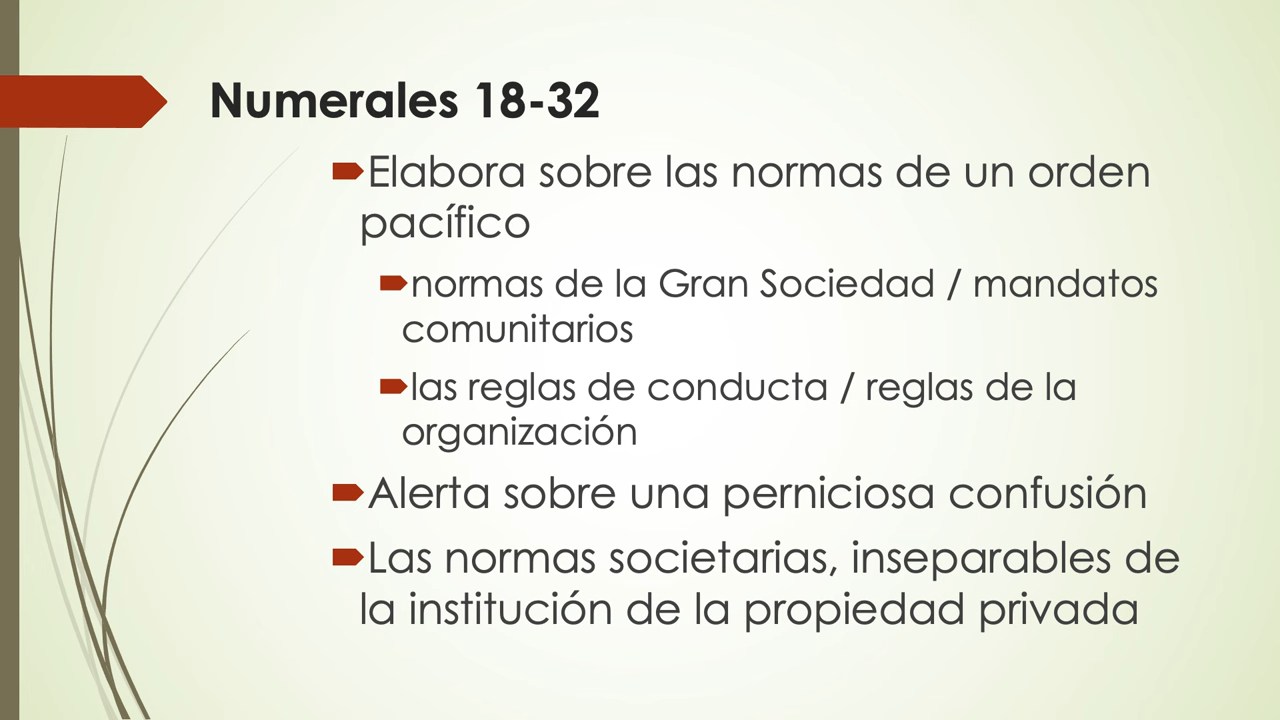 Numerales 18-32
Elabora sobre las normas de un orden
pacífico
normas de la Gran Sociedad / mandatos
comunitarios
las reglas de conducta / reglas de la
organización
Alerta sobre una perniciosa confusión
Las normas societarias, inseparables de
la institución de la propiedad privada